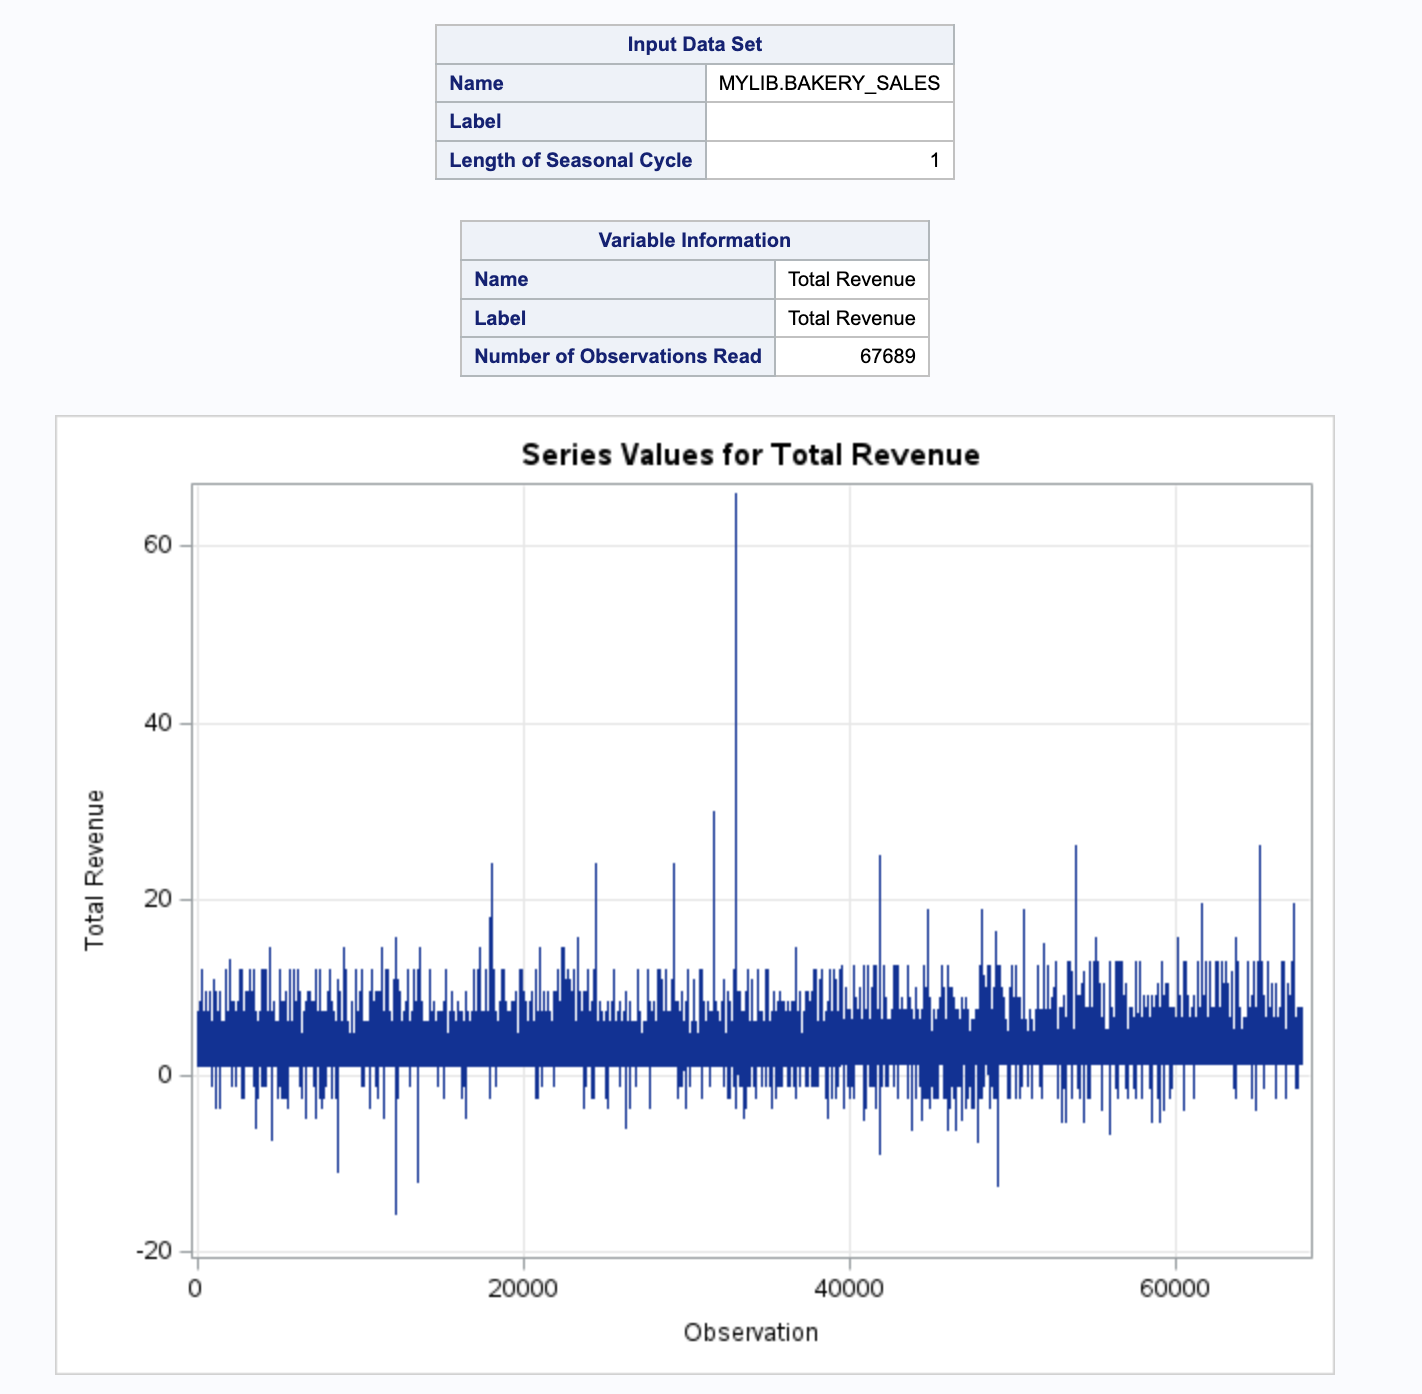 Input Data Set
Name MYLIB.BAKERY_SALES
Label
Length of Seasonal Cycle 1
Variable Information
Name Total Revenue
Label Total Revenue
Number of Observations Read 67689
Series Values for Total Revenue
60
40
20
0
-20
Total Revenue
0 20000 40000 60000
Observation